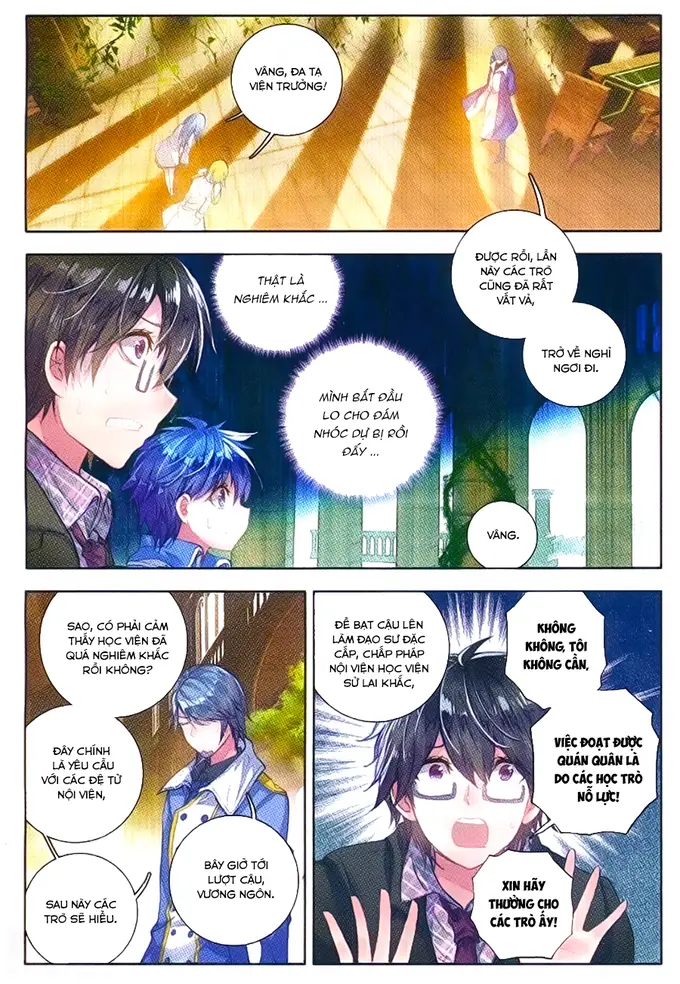 VÂNG, ĐA TẠ
VIỆN TRƯỞNG!
ĐƯỢC RỒI, LẦN
NÀY CÁC TRÒ
CŨNG ĐÃ RẤT
VẤT VẢ,
TRỞ VỀ NGHỈ
NGƠI ĐI.
THẬT LÀ
NGHIÊM KHẮC ...
MÌNH BẮT ĐẦU
LO CHO ĐÁM
NHÓC DỰ BỊ RỒI
ĐẤY ...
VÂNG.
SAO, CÓ PHẢI CẢM
THẤY HỌC VIỆN ĐÃ
QUÁ NGHIÊM KHẮC
RỒI KHÔNG?
ĐÂY CHÍNH
LÀ YÊU CẦU
VỚI CÁC ĐỆ TỬ
NỘI VIỆN,
SAU NÀY CÁC
TRÒ SẼ HIỂU.
BÂY GIỜ TỚI
LƯỢT CẬU,
VƯƠNG NGÔN.
ĐỀ BẠT CẬU LÊN
LÀM ĐẠO SƯ ĐẶC
CẤP, CHẤP PHÁP
NỘI VIỆN HỌC VIỆN
SỬ LAI KHẮC,
KHÔNG
KHÔNG, TÔI
KHÔNG CẦN,
VIỆC ĐOẠT ĐƯỢC
QUÁN QUÂN LÀ
DO CÁC HỌC TRÒ
NỖ LỰC!
XIN HÃY
THƯỞNG CHO
CÁC TRÒ ẤY!